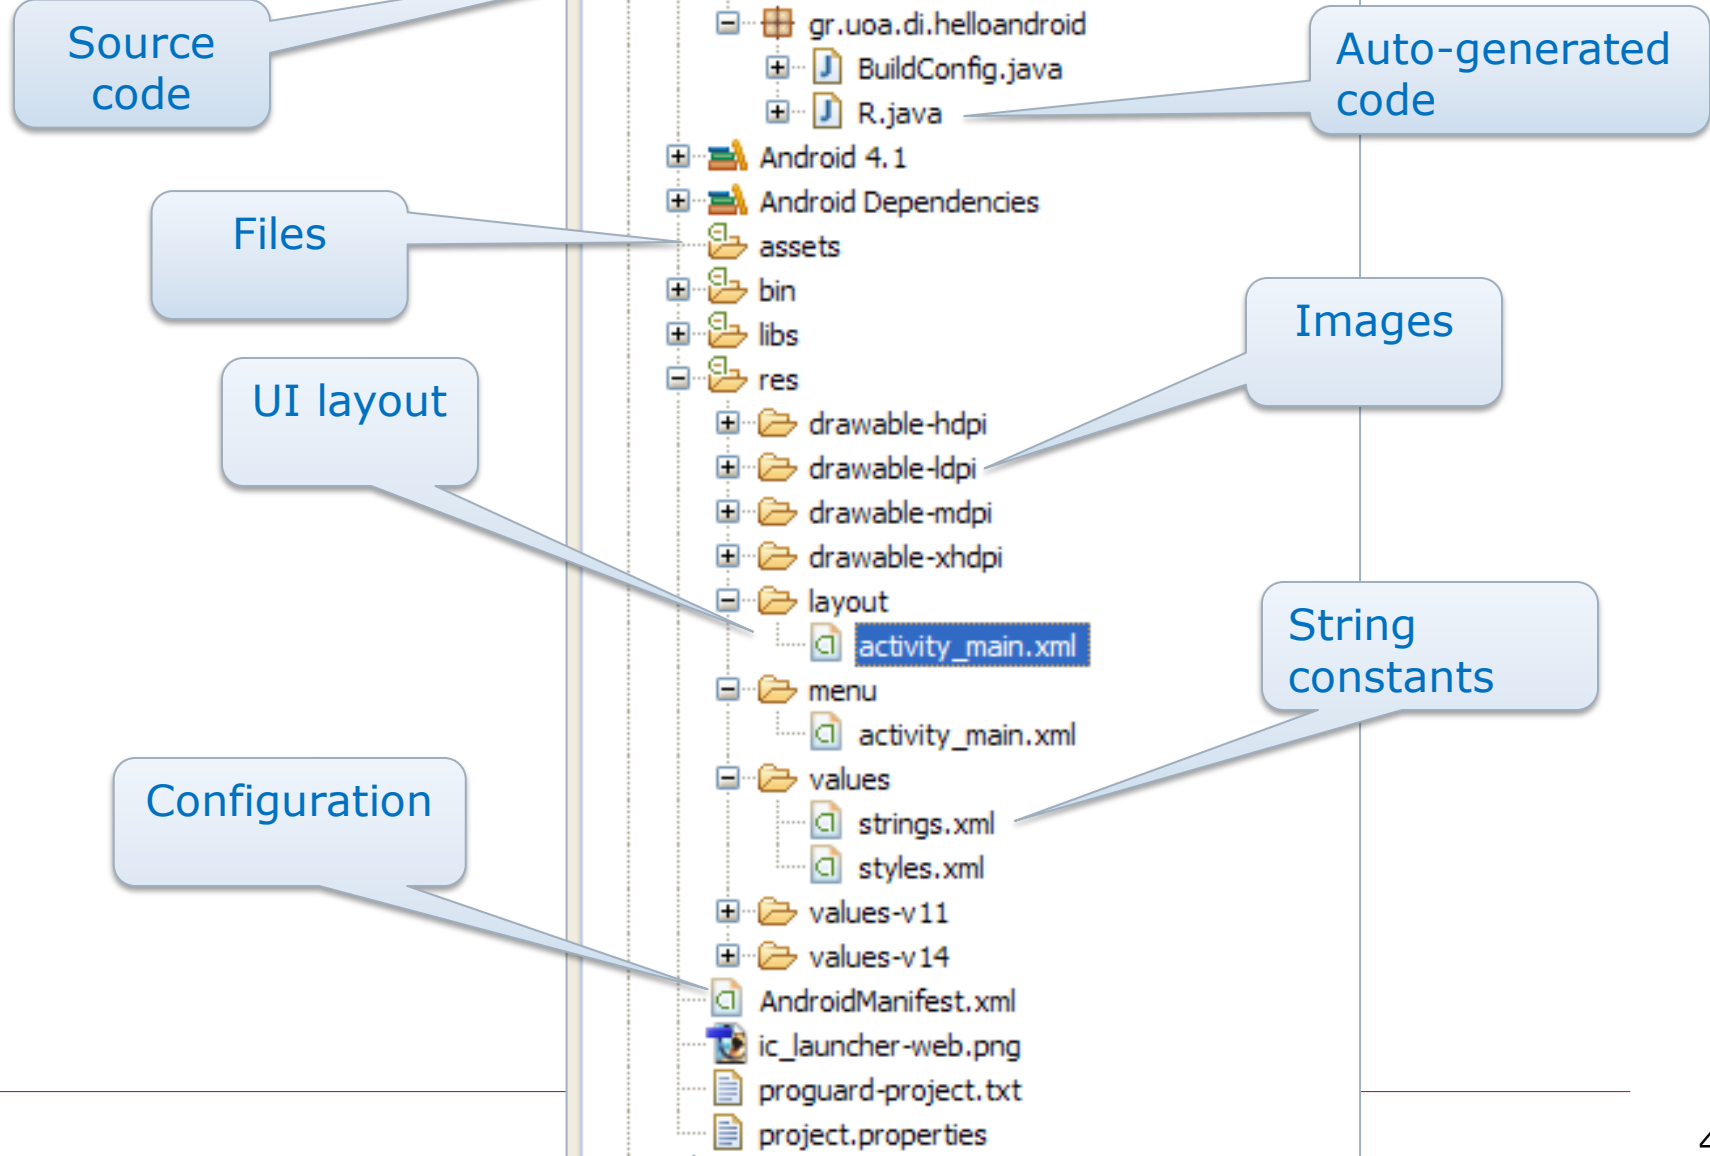 Source
code
gr.uoa.di.helloandroid
BuildConfig.java
R.java
Auto-generated
code
Android 4.1
Android Dependencies
Files
assets
bin
libs
Images
res
UI layout
drawable-hdpi
drawable-ldpi
drawable-mdpi
drawable-xhdpi
layout
activity_main.xml
String
constants
menu
activity_main.xml
values
Configuration
strings.xml
styles.xml
values-v11
values-v14
AndroidManifest.xml
ic_launcher-web.png
proguard-project.txt
project.properties